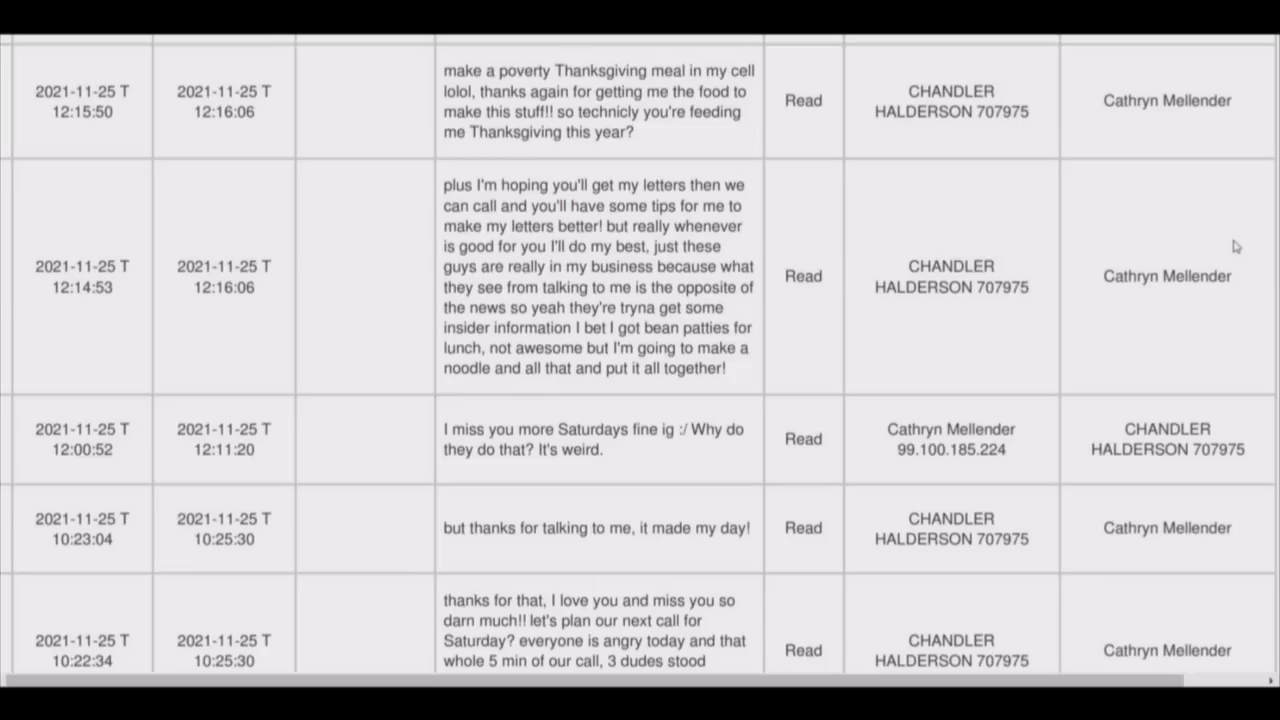 2021-11-25 T
12:15:50
2021-11-25 T
12:16:06
make a poverty Thanksgiving meal in my cell
lolol, thanks again for getting me the food to
make this stuff!! so technicly you're feeding
me Thanksgiving this year?
Read
CHANDLER
HALDERSON 707975
Cathryn Mellender
2021-11-25 T
12:14:53
2021-11-25 T
12:16:06
plus I'm hoping you'll get my letters then we
can call and you'll have some tips for me to
make my letters better! but really whenever
is good for you I'll do my best, just these
guys are really in my business because what
they see from talking to me is the opposite of
the news so yeah they're tryna get some
insider information I bet I got bean patties for
lunch, not awesome but I'm going to make a
noodle and all that and put it all together!
Read
CHANDLER
HALDERSON 707975
Cathryn Mellender
2021-11-25 T
12:00:52
2021-11-25 T
12:11:20
I miss you more Saturdays fine ig :/ Why do
they do that? It's weird.
Read
Cathryn Mellender
99.100.185.224
CHANDLER
HALDERSON 707975
2021-11-25 T
10:23:04
2021-11-25 T
10:25:30
but thanks for talking to me, it made my day!
Read
CHANDLER
HALDERSON 707975
Cathryn Mellender
2021-11-25 T
10:22:34
2021-11-25 T
10:25:30
thanks for that, I love you and miss you so
darn much!! let's plan our next call for
Saturday? everyone is angry today and that
whole 5 min of our call, 3 dudes stood
Read
CHANDLER
HALDERSON 707975
Cathryn Mellender